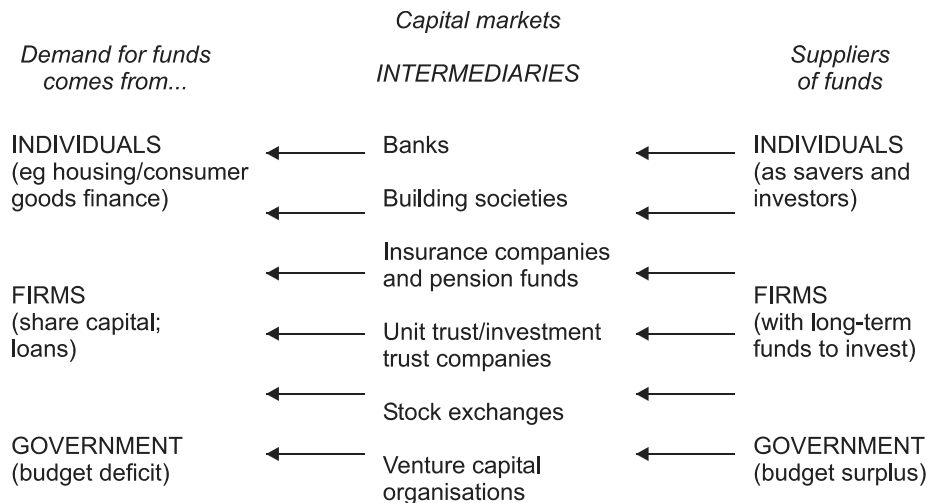 Capital markets
Demand for funds
comes from...
INTERMEDIARIES
Suppliers
of funds
INDIVIDUALS
(eg housing/consumer
goods finance)
FIRMS
(share capital;
loans)
GOVERNMENT
(budget deficit)
Banks
Building societies
Insurance companies
and pension funds
Unit trust/investment
trust companies
Stock exchanges
Venture capital
organisations
INDIVIDUALS
(as savers and
investors)
FIRMS
(with long-term
funds to invest)
GOVERNMENT
(budget surplus)